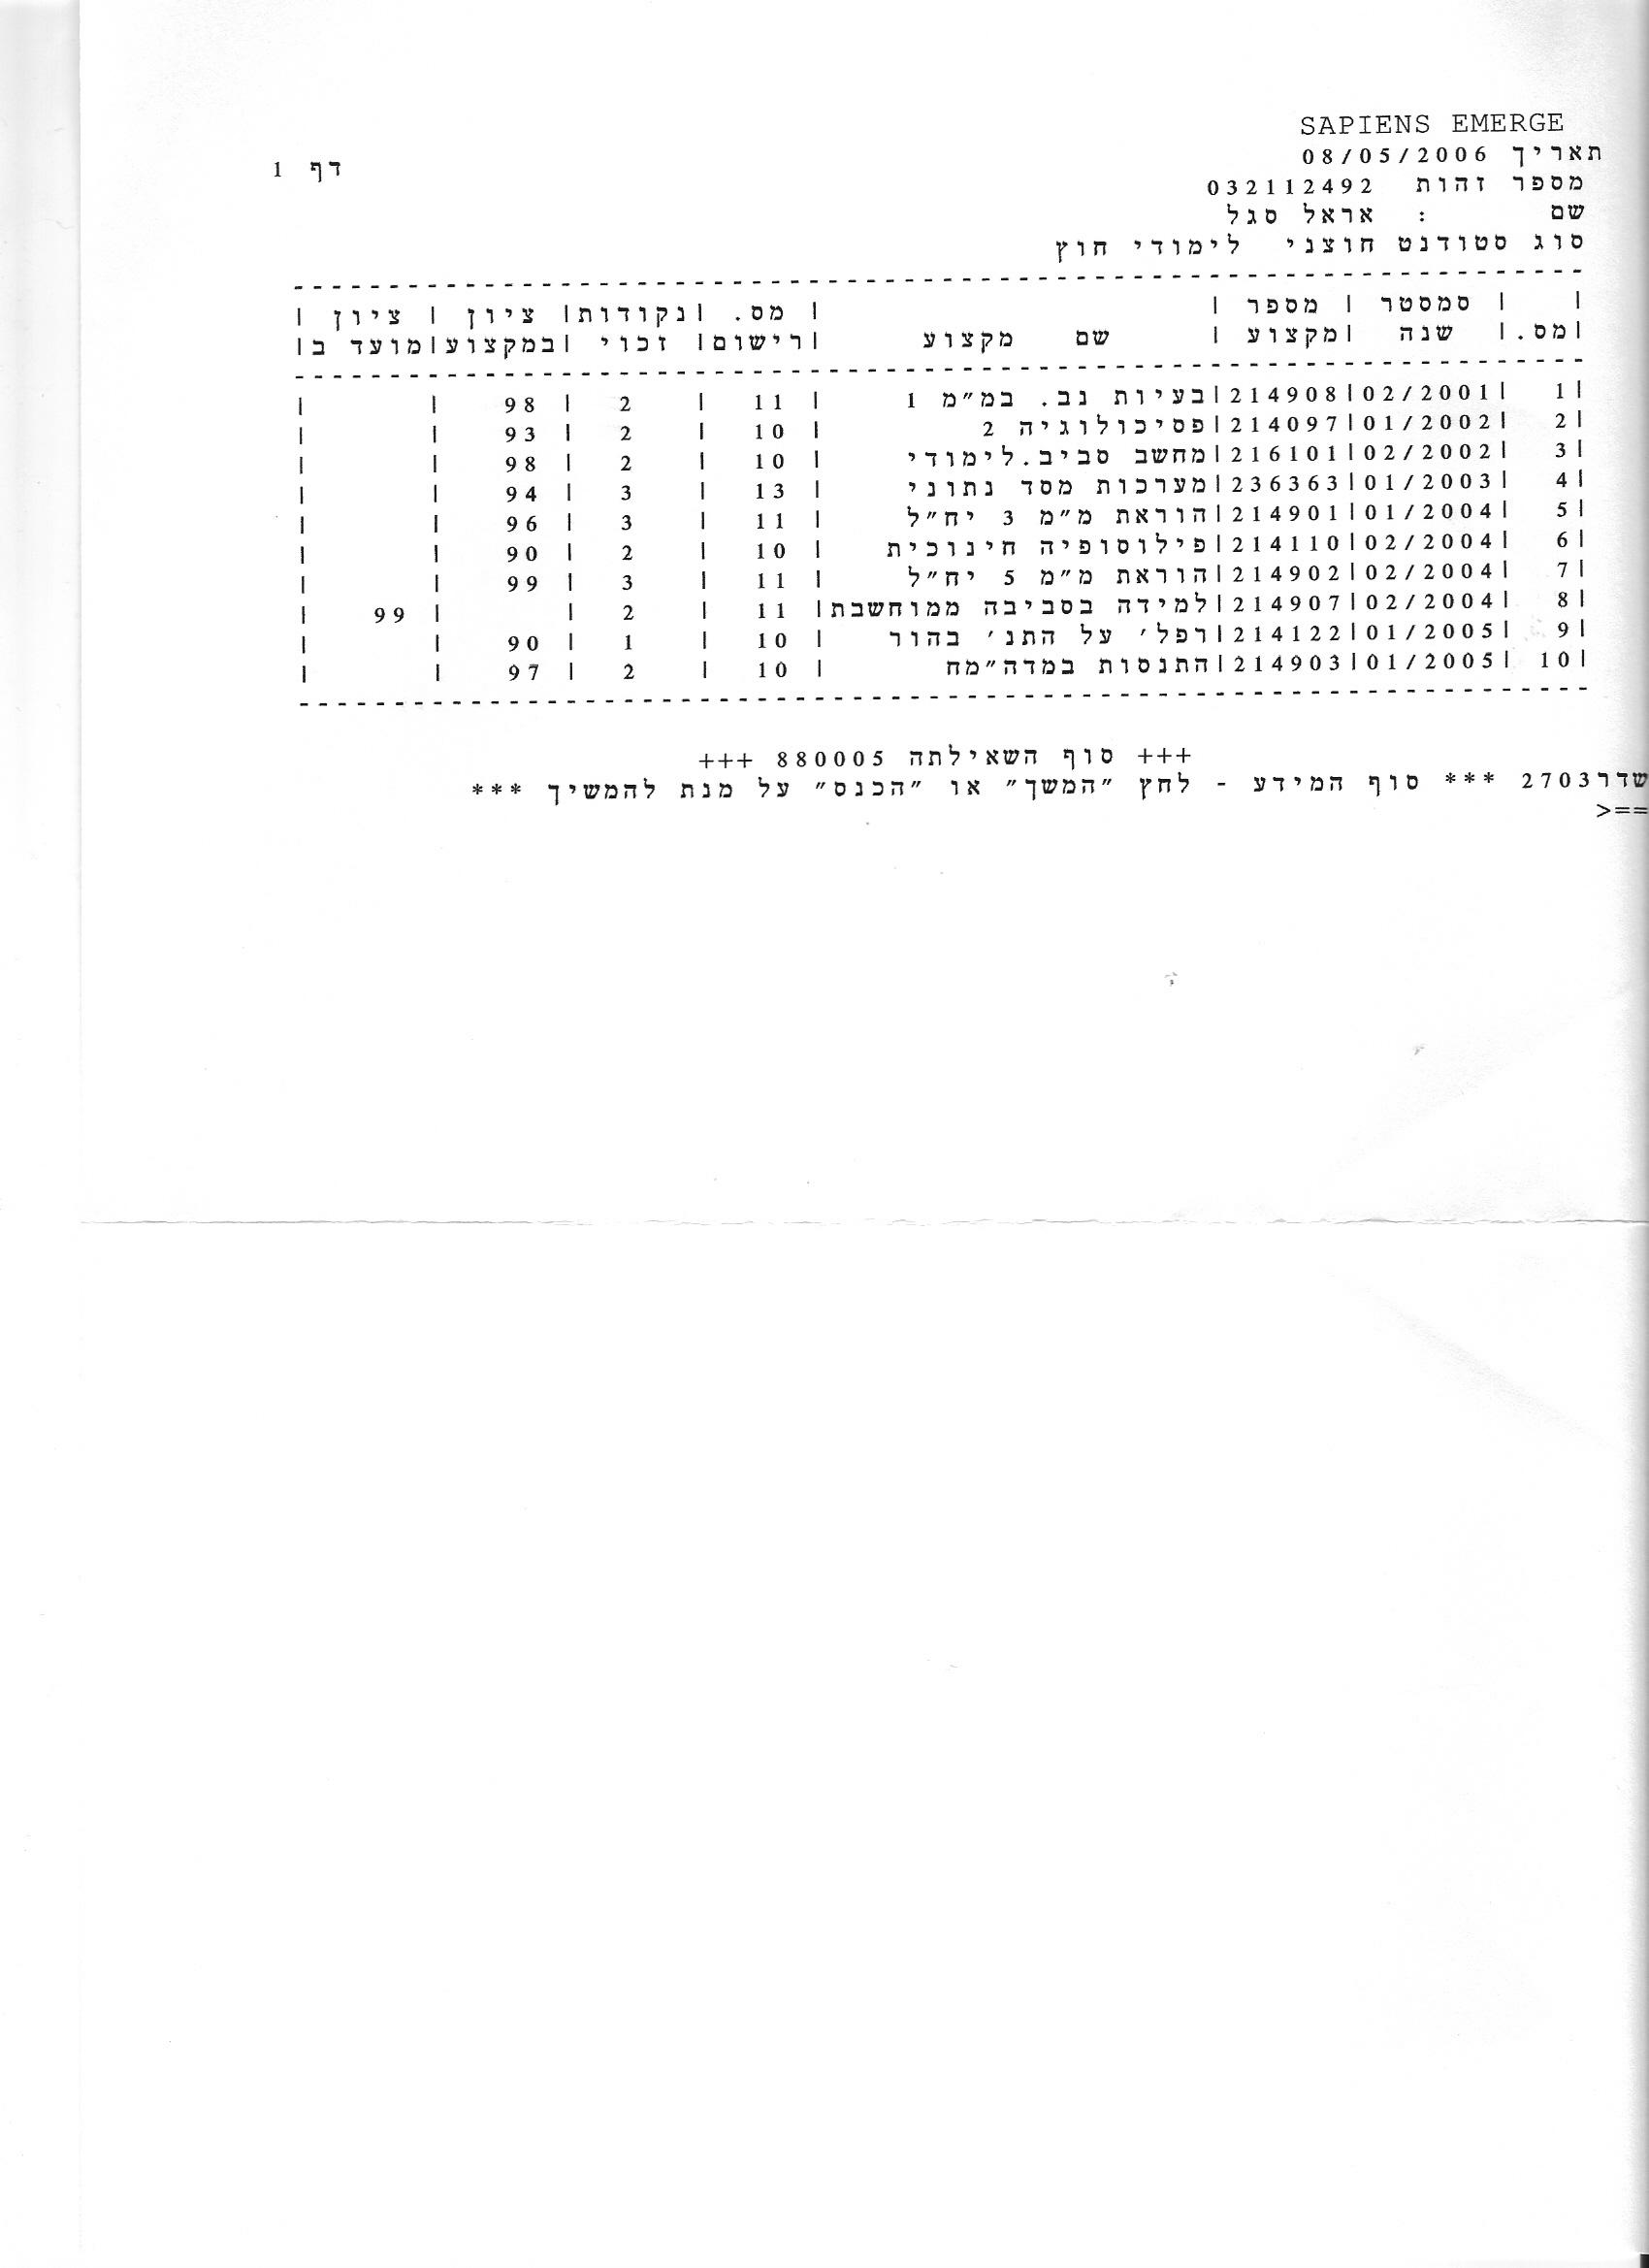 SAPIENS EMERGE
תאריך 08/05/2006
דף 1
מספר זהות 032112492
שם : אראל סגל
סוג סטודנט חוצני לימודי חוץ
| | סמסטר | מספר | | מס. |נקודות| ציון | ציון |
|מס.| שנה |מקצוע | שם מקצוע |רישום| זכוי |במקצוע|מועד ב|
| 1 |02/2001|214908|בעיות נב. במ"מ 1 | 11 | 2 | 98 | |
| 2 |01/2002|214097|פסיכולוגיה 2 | 10 | 2 | 93 | |
| 3 |02/2002|216101|מחשב סביב.לימודי | 10 | 2 | 98 | |
| 4 |01/2003|236363|מערכות מסד נתוני | 13 | 3 | 94 | |
| 5 |01/2004|214901|הוראת מ"מ 3 יח"ל | 11 | 3 | 96 | |
| 6 |02/2004|214110|פילוסופיה חינוכית | 10 | 2 | 90 | |
| 7 |02/2004|214902|הוראת מ"מ 5 יח"ל | 11 | 3 | 99 | |
| 8 |02/2004|214907|למידה בסביבה ממוחשבת| 11 | 2 | | 99 |
| 9 |01/2005|214122|רפל' על התנ' בהור | 10 | 1 | 90 | |
| 10 |01/2005|214903|התנסות במדה"מח | 10 | 2 | 97 | |
+++ סוף השאילתה 880005 +++
שדר2703 *** סוף המידע - לחץ "המשך" או "הכנס" על מנת להמשיך ***
==>